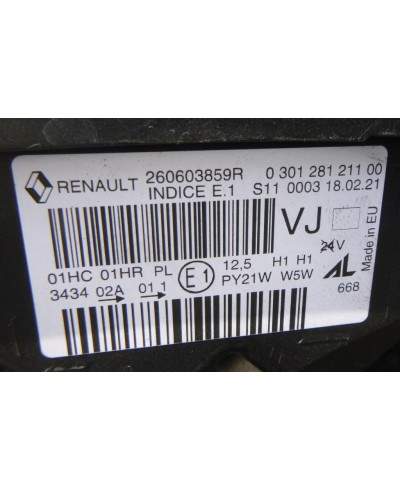 RENAULT 260603859R 0 301 281 211 00
INDICE E.1 S11 0003 18.02.21
VJ
24V
01HC 01HR PL E1 12,5 H1 H1
3434 02A 01 1 PY21W W5W
AL
668
Made in EU